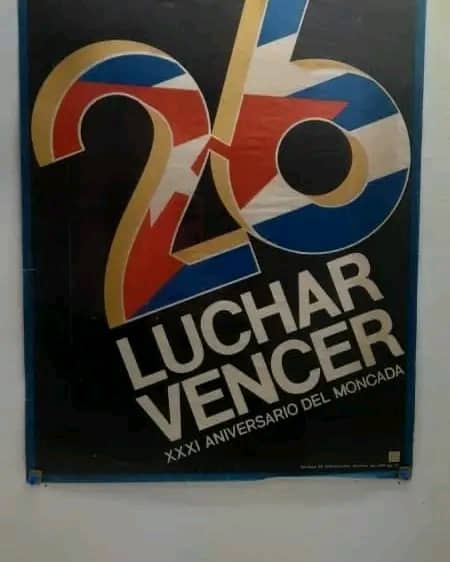 26
LUCHAR
VENCER
XXXI ANIVERSARIO DEL MONCADA